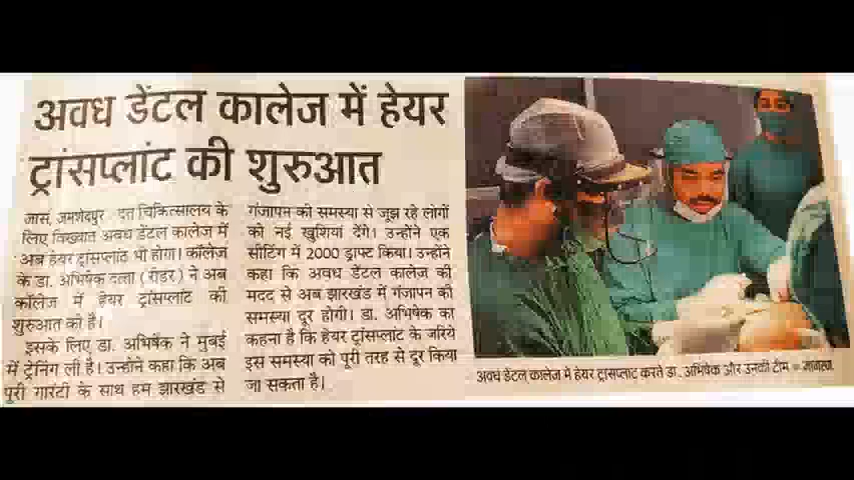 अवध डेंटल कालेज में हेयर
ट्रांसप्लांट की शुरुआत
जासं, जमशेदपुर : दंत चिकित्सालय के
लिए विख्यात अवध डेंटल कालेज में
अब हेयर ट्रांसप्लांट भी होगा। कॉलेज
के डा. अभिषेक दत्ता (रीडर) ने अब
कॉलेज में हेयर ट्रांसप्लांट की
शुरुआत की है।
इसके लिए डा. अभिषेक ने मुंबई
में ट्रेनिंग ली है। उन्होंने कहा कि अब
पूरी गारंटी के साथ हम झारखंड से
गंजापन की समस्या से जूझ रहे लोगों
को नई खुशियां देंगे। उन्होंने एक
सीटिंग में 2000 ड्राफ्ट किया। उन्होंने
कहा कि अवध डेंटल कालेज की
मदद से अब झारखंड में गंजापन की
समस्या दूर होगी। डा. अभिषेक का
कहना है कि हेयर ट्रांसप्लांट के जरिये
इस समस्या को पूरी तरह से दूर किया
जा सकता है।
अवध डेंटल कालेज में हेयर ट्रांसप्लांट करते डा. अभिषेक और उनकी टीम ॰ जागरण